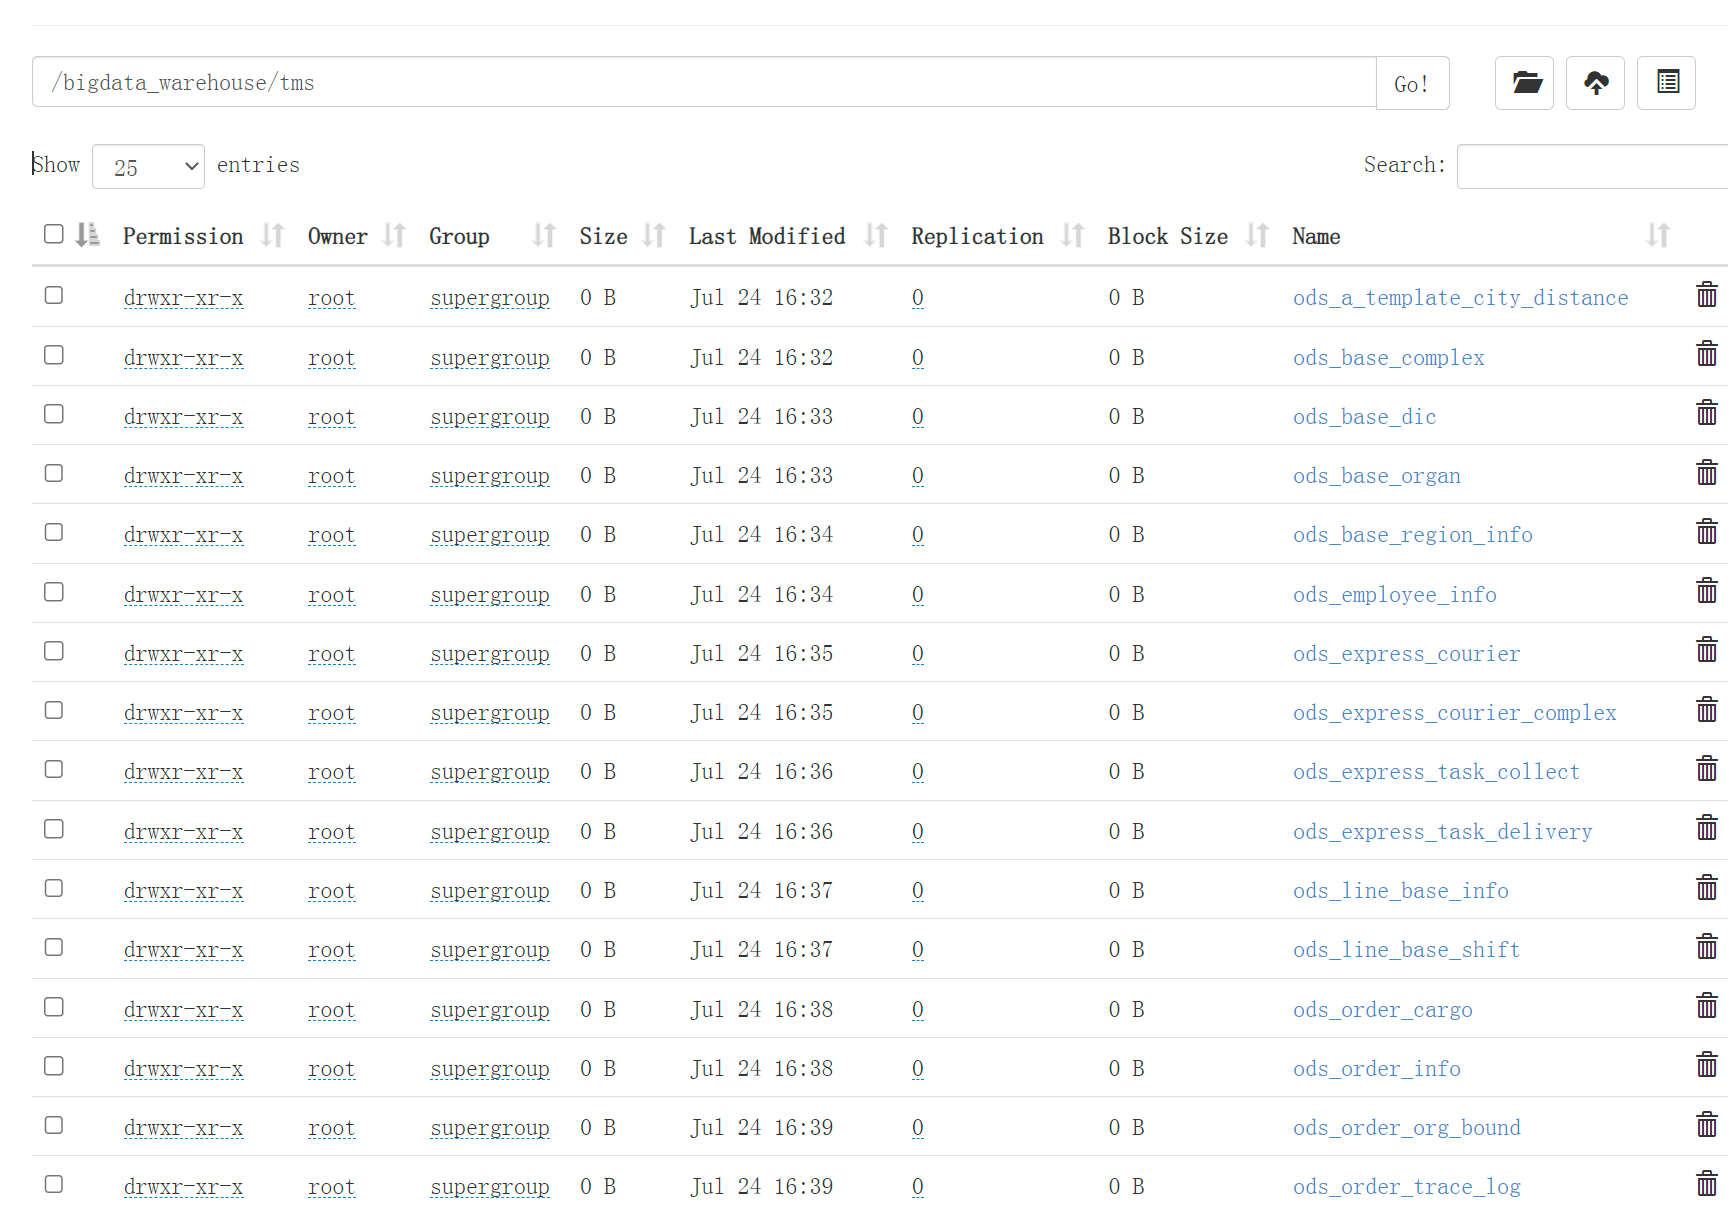 /bigdata_warehouse/tms Go!
Show 25 entries Search:
Permission Owner Group Size Last Modified Replication Block Size Name
drwxr-xr-x root supergroup 0 B Jul 24 16:32 0 0 B ods_a_template_city_distance
drwxr-xr-x root supergroup 0 B Jul 24 16:32 0 0 B ods_base_complex
drwxr-xr-x root supergroup 0 B Jul 24 16:33 0 0 B ods_base_dic
drwxr-xr-x root supergroup 0 B Jul 24 16:33 0 0 B ods_base_organ
drwxr-xr-x root supergroup 0 B Jul 24 16:34 0 0 B ods_base_region_info
drwxr-xr-x root supergroup 0 B Jul 24 16:34 0 0 B ods_employee_info
drwxr-xr-x root supergroup 0 B Jul 24 16:35 0 0 B ods_express_courier
drwxr-xr-x root supergroup 0 B Jul 24 16:35 0 0 B ods_express_courier_complex
drwxr-xr-x root supergroup 0 B Jul 24 16:36 0 0 B ods_express_task_collect
drwxr-xr-x root supergroup 0 B Jul 24 16:36 0 0 B ods_express_task_delivery
drwxr-xr-x root supergroup 0 B Jul 24 16:37 0 0 B ods_line_base_info
drwxr-xr-x root supergroup 0 B Jul 24 16:37 0 0 B ods_line_base_shift
drwxr-xr-x root supergroup 0 B Jul 24 16:38 0 0 B ods_order_cargo
drwxr-xr-x root supergroup 0 B Jul 24 16:38 0 0 B ods_order_info
drwxr-xr-x root supergroup 0 B Jul 24 16:39 0 0 B ods_order_org_bound
drwxr-xr-x root supergroup 0 B Jul 24 16:39 0 0 B ods_order_trace_log